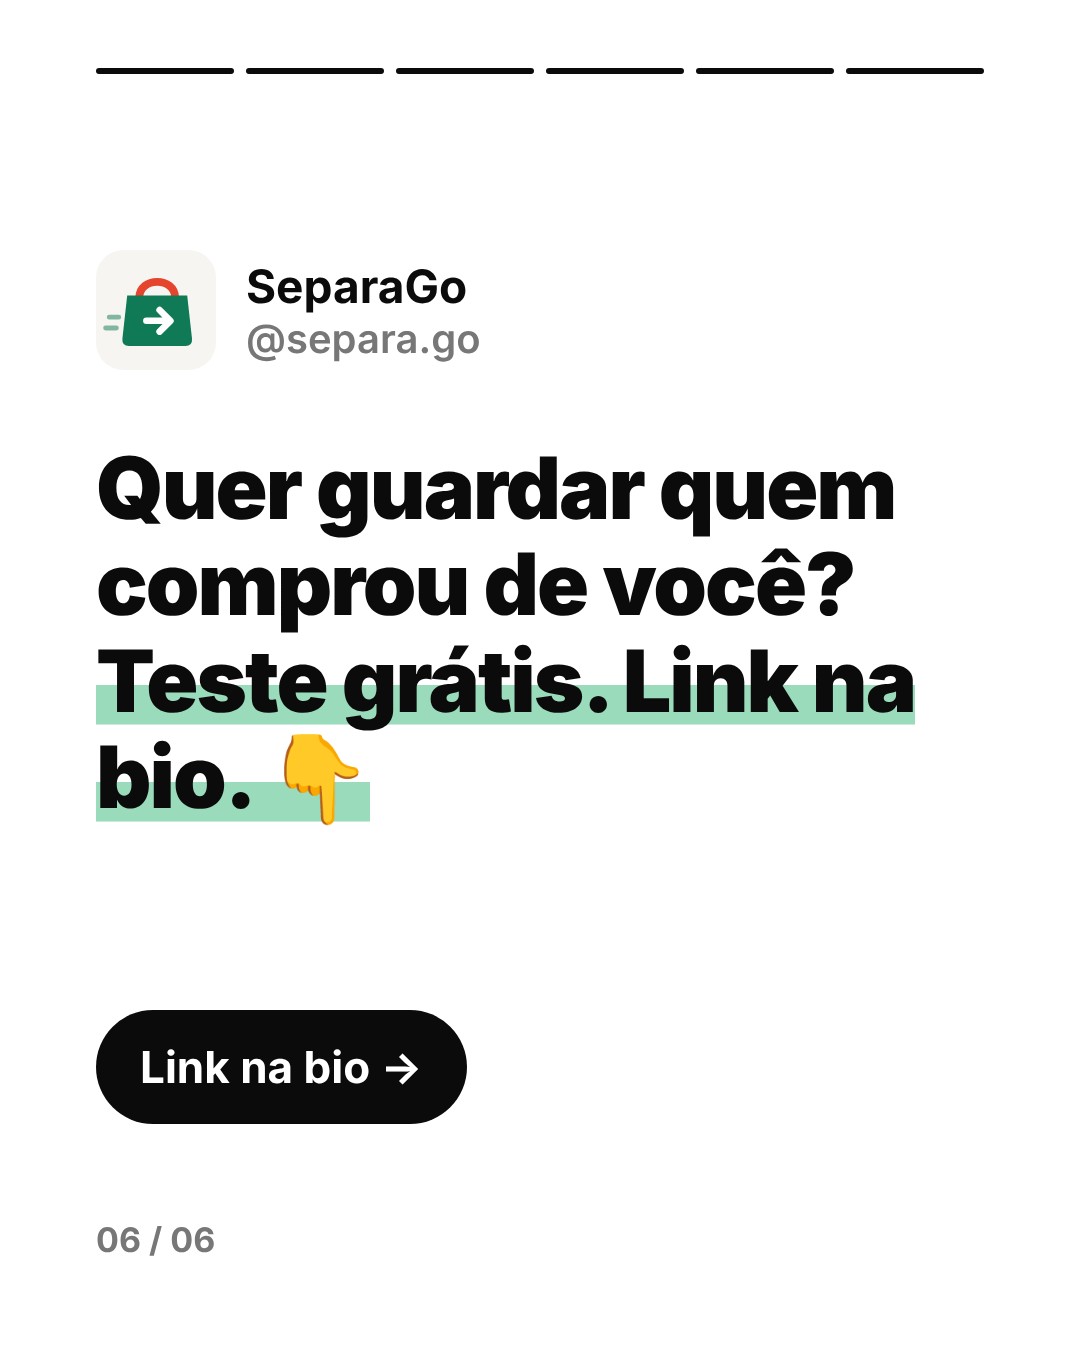 SeparaGo
@separa.go
Quer guardar quem
comprou de você?
Teste grátis. Link na
bio. 👇
Link na bio →
06 / 06